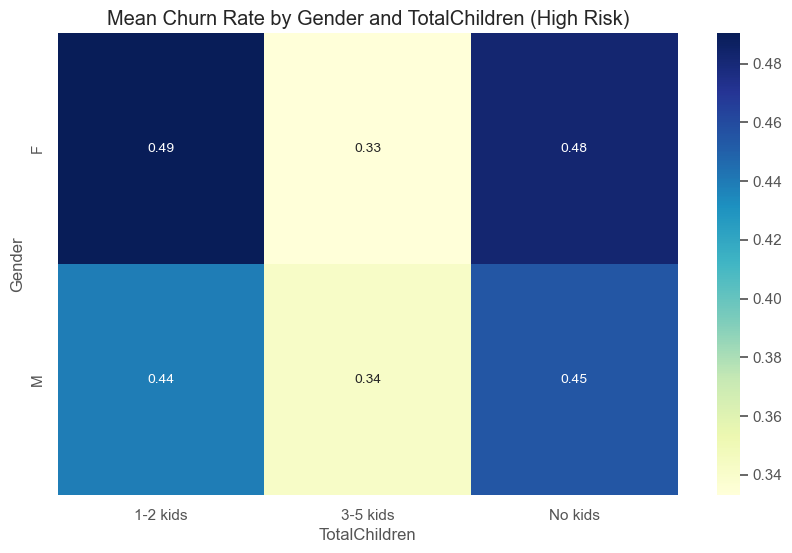 Mean Churn Rate by Gender and TotalChildren (High Risk)
Gender
F
0.49
0.33
0.48
M
0.44
0.34
0.45
1-2 kids
3-5 kids
No kids
TotalChildren
0.48
0.46
0.44
0.42
0.40
0.38
0.36
0.34